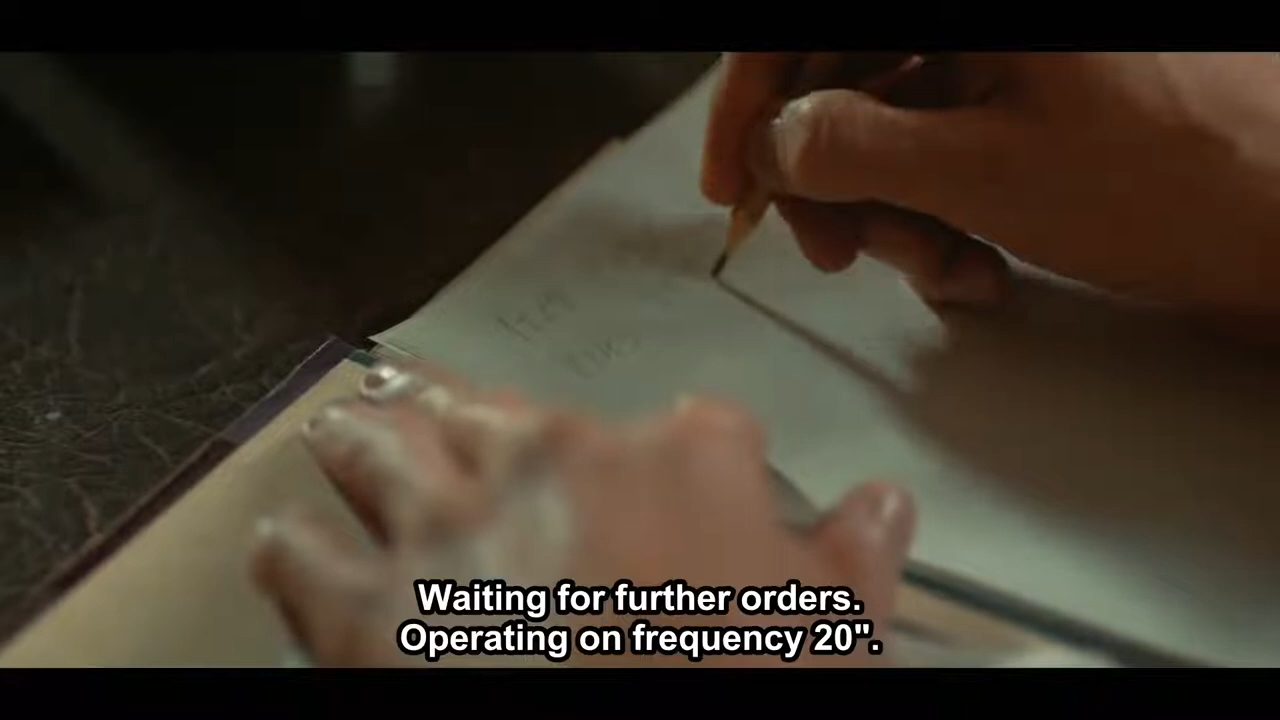 Waiting for further orders.
Operating on frequency 20".